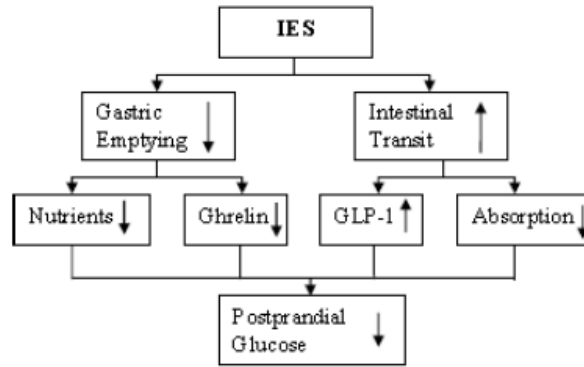 IES
Gastric
Emptying
Intestinal
Transit
Nutrients
Ghrelin
GLP-1
Absorption
Postprandial
Glucose